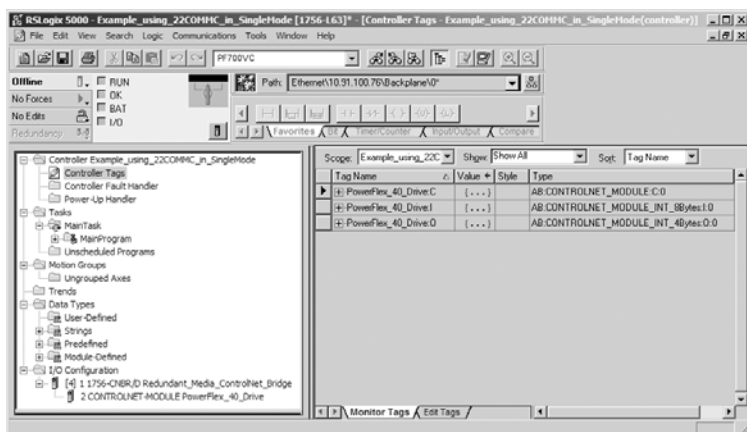 RSLogix 5000 - Example_using_22COMMC_in_SingleMode [1756-L63]* - [Controller Tags - Example_using_22COMMC_in_SingleMode(controller)]
File Edit View Search Logic Communications Tools Window Help
PF700VC
Offline RUN
No Forces OK
No Edits BAT
Redundancy I/O
Path: Ethernet\10.91.100.76\Backplane\0*
Favorites Bit Timer/Counter Input/Output Compare
Controller Example_using_22COMMC_in_SingleMode
Controller Tags
Controller Fault Handler
Power-Up Handler
Tasks
MainTask
MainProgram
Unscheduled Programs
Motion Groups
Ungrouped Axes
Trends
Data Types
User-Defined
Strings
Predefined
Module-Defined
I/O Configuration
[4] 1 1756-CNBR/D Redundant_Media_ControlNet_Bridge
2 CONTROLNET-MODULE PowerFlex_40_Drive
Scope: Example_using_22C Show: Show All Sort: Tag Name
Tag Name Value Style Type
PowerFlex_40_Drive:C {...} AB:CONTROLNET_MODULE:C:0
PowerFlex_40_Drive:I {...} AB:CONTROLNET_MODULE_INT_8Bytes:I:0
PowerFlex_40_Drive:O {...} AB:CONTROLNET_MODULE_INT_4Bytes:O:0
Monitor Tags Edit Tags